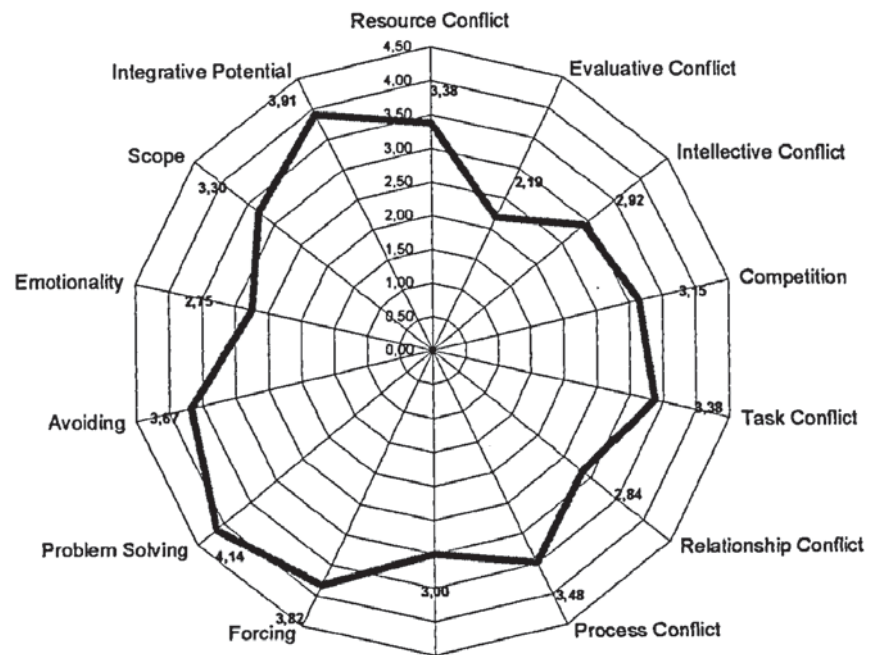 Resource Conflict
4,50
Integrative Potential
4,00
Evaluative Conflict
3,91
3,38
3,50
Scope
3,00
Intellective Conflict
3,30
2,50
2,19
2,92
2,00
1,50
Emotionality
1,00
Competition
2,75
0,50
3,15
0,00
Avoiding
3,67
3,38
Task Conflict
2,84
Problem Solving
4,14
Relationship Conflict
3,00
3,48
3,82
Forcing
Process Conflict